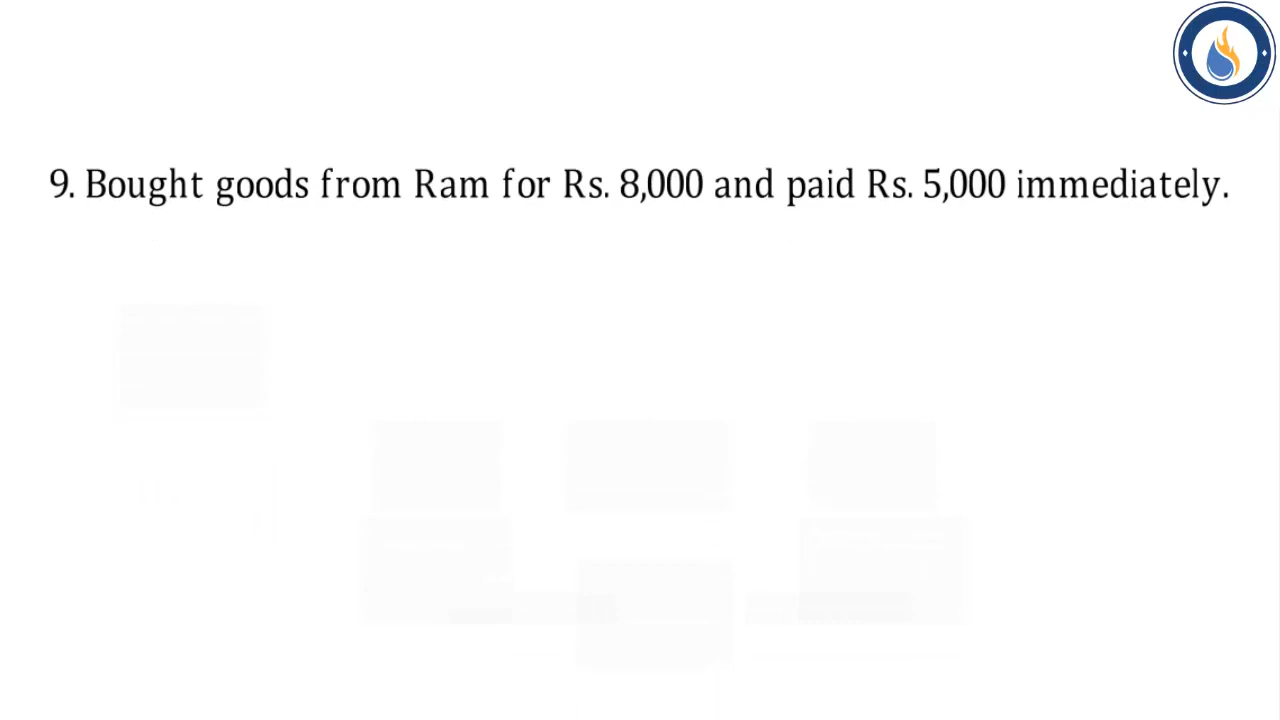 9. Bought goods from Ram for Rs. 8,000 and paid Rs. 5,000 immediately.